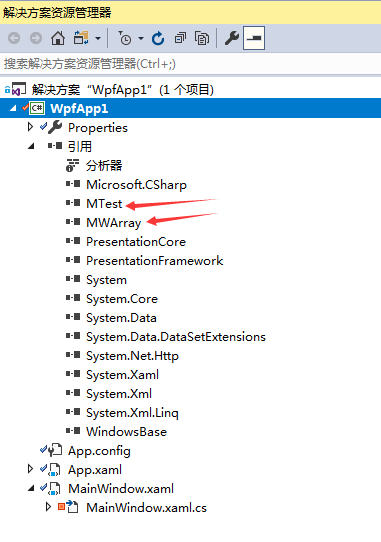 解决方案资源管理器
搜索解决方案资源管理器(Ctrl+;)
解决方案“WpfApp1”(1 个项目)
C# WpfApp1
Properties
引用
分析器
Microsoft.CSharp
MTest
MWArray
PresentationCore
PresentationFramework
System
System.Core
System.Data
System.Data.DataSetExtensions
System.Net.Http
System.Xaml
System.Xml
System.Xml.Linq
WindowsBase
App.config
App.xaml
MainWindow.xaml
MainWindow.xaml.cs